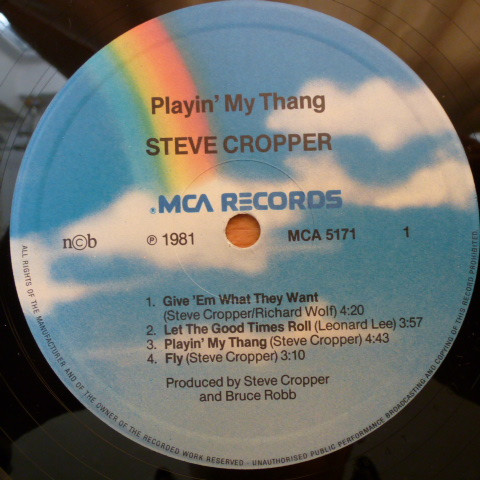 Playin' My Thang
STEVE CROPPER
®MCA RECORDS
n©b
℗ 1981
MCA 5171
1
1. Give 'Em What They Want
(Steve Cropper/Richard Wolf) 4:20
2. Let The Good Times Roll (Leonard Lee) 3:57
3. Playin' My Thang (Steve Cropper) 4:43
4. Fly (Steve Cropper) 3:10
Produced by Steve Cropper
and Bruce Robb
ALL RIGHTS OF THE MANUFACTURER AND OF THE OWNER OF THE RECORDED WORK RESERVED - UNAUTHORISED PUBLIC PERFORMANCE BROADCASTING AND COPYING OF THIS RECORD PROHIBITED